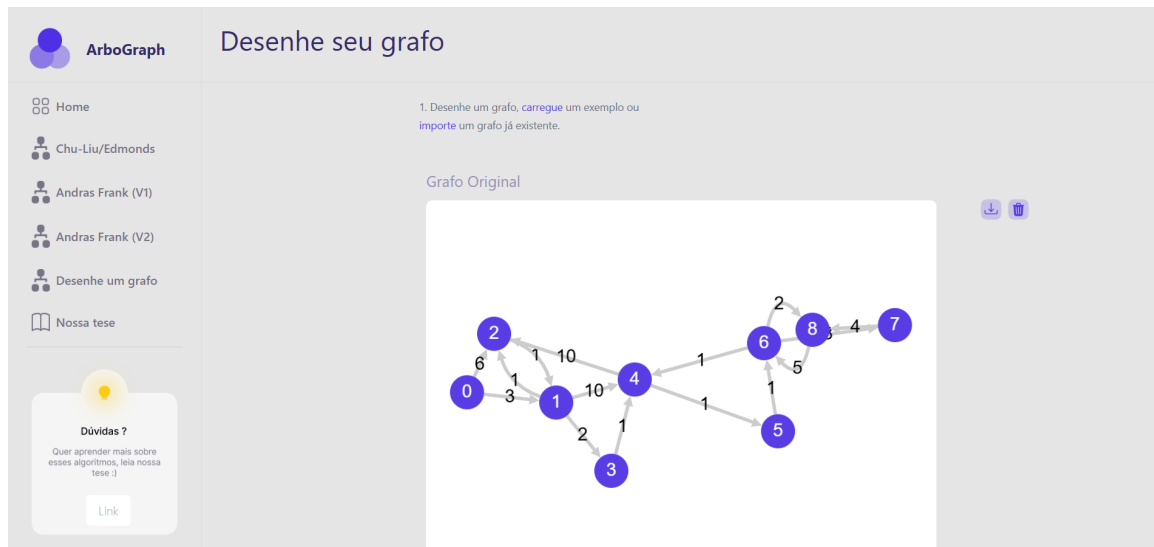 ArboGraph
Desenhe seu grafo
Home
Chu-Liu/Edmonds
Andras Frank (V1)
Andras Frank (V2)
Desenhe um grafo
Nossa tese
Dúvidas ?
Quer aprender mais sobre
esses algoritmos, leia nossa
tese :)
Link
1. Desenhe um grafo, carregue um exemplo ou
importe um grafo já existente.
Grafo Original
2
8
7
4
2
6
5
1
10
1
6
0
3
1
1
10
4
1
1
5
2
1
3